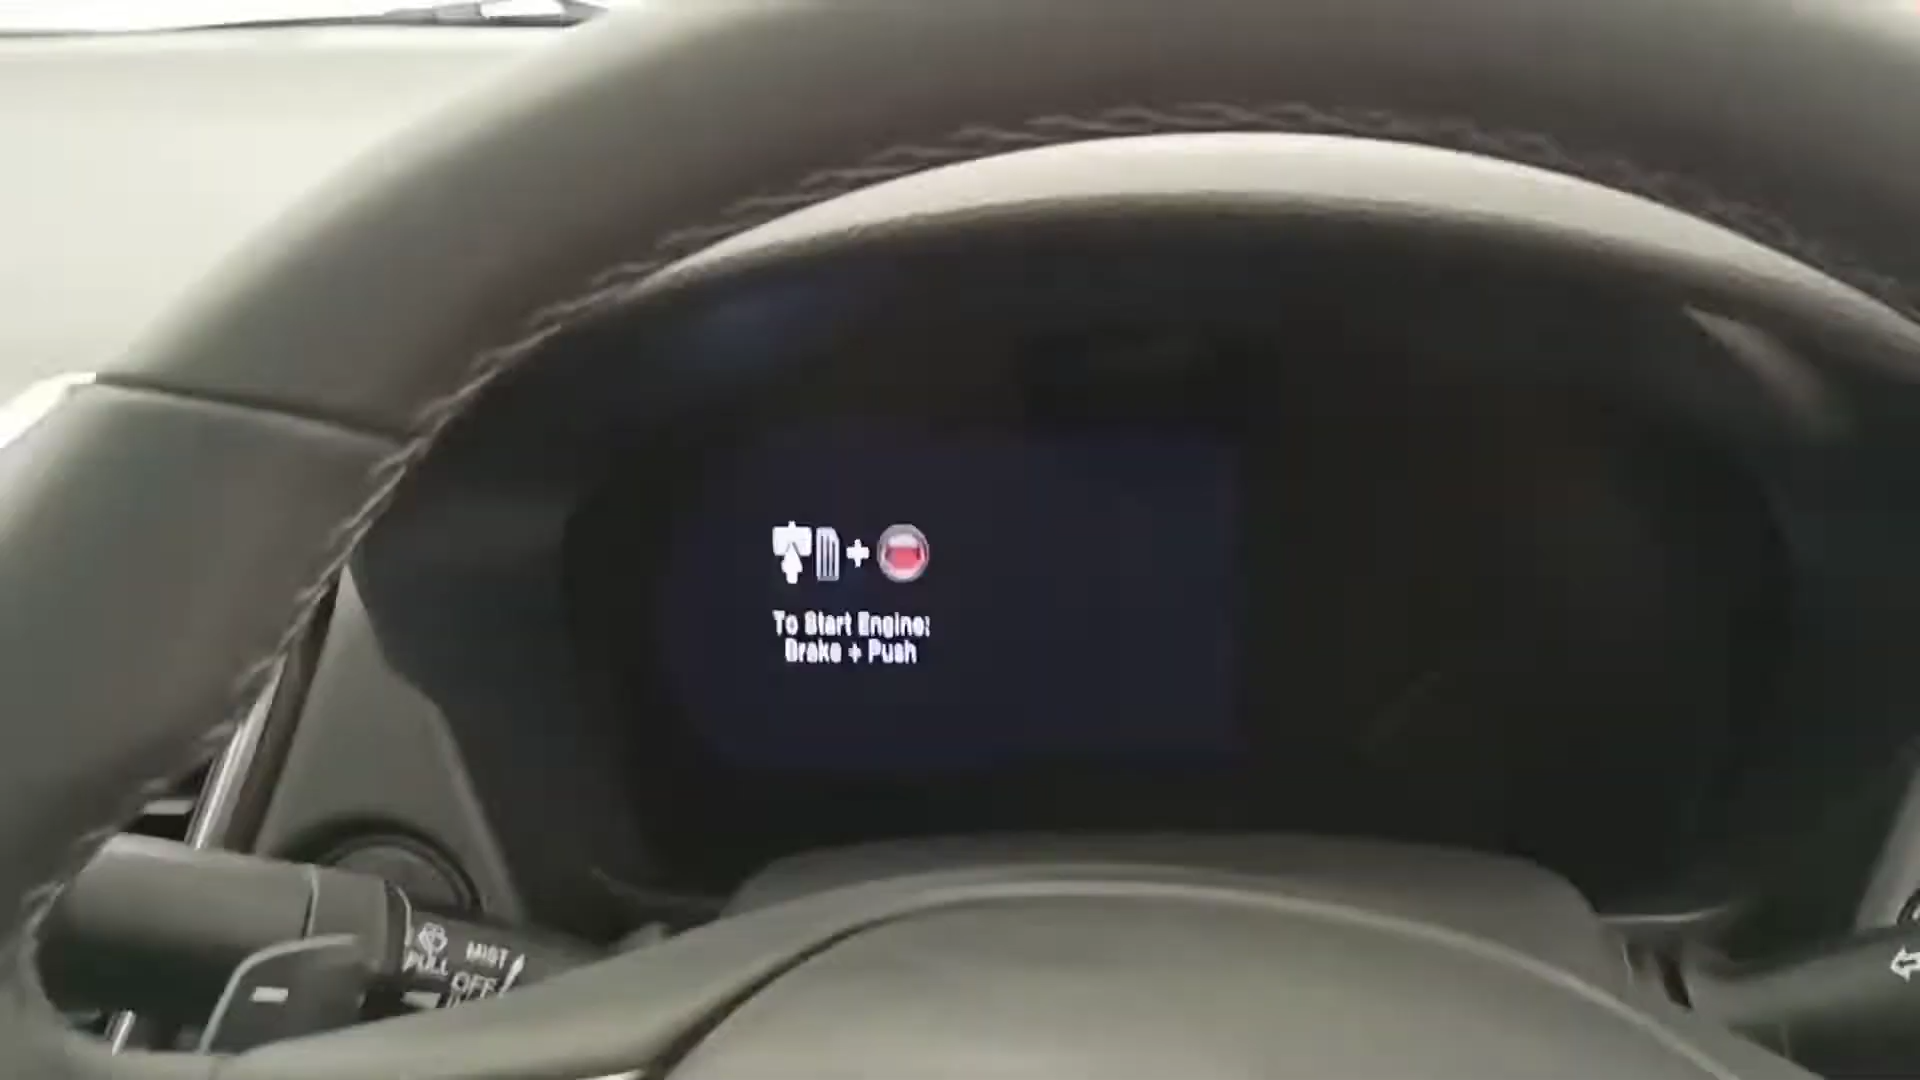 To Start Engine:
Brake + Push
MIST
PULL
OFF